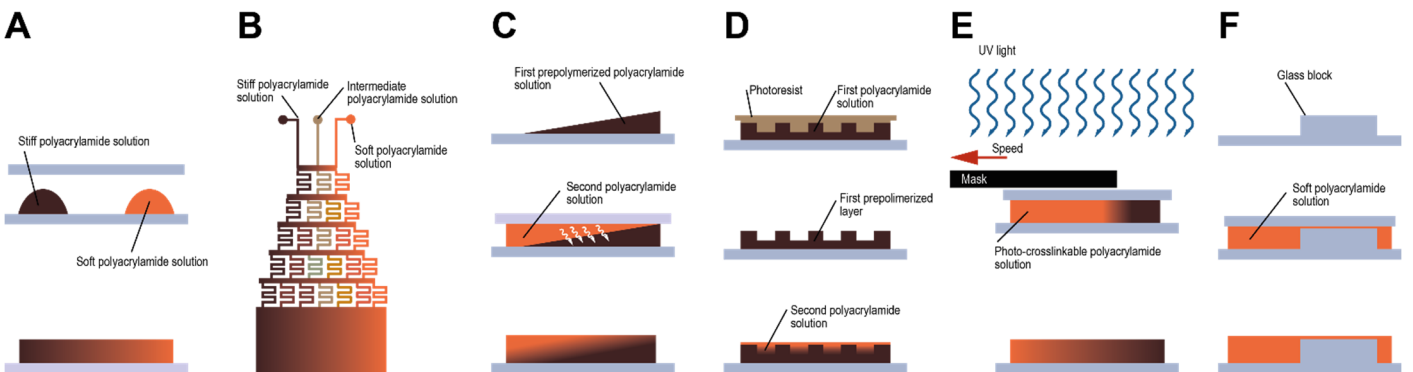 A
Stiff polyacrylamide solution
Soft polyacrylamide solution
B
Stiff polyacrylamide
solution
Intermediate
polyacrylamide solution
Soft polyacrylamide
solution
C
First prepolymerized polyacrylamide
solution
Second polyacrylamide
solution
D
Photoresist
First polyacrylamide
solution
First prepolimerized
layer
Second polyacrylamide
solution
E
UV light
Speed
Mask
Photo-crosslinkable polyacrylamide
solution
F
Glass block
Soft polyacrylamide
solution